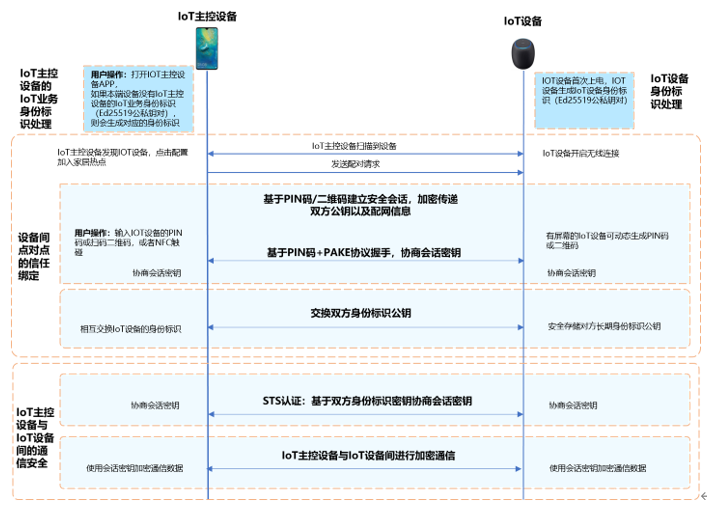 IoT主控设备
IoT设备
IoT主控
设备的
IoT业务
身份标
识处理
用户操作：打开IOT主控设
备APP，
如果本端设备没有IoT主控
设备的IoT业务身份标识
（Ed25519公私钥对），
则会生成对应的身份标识
IOT设备首次上电，IOT
设备生成IoT设备身份标
识（Ed25519公私钥对）
IoT设备
身份标
识处理
IoT主控设备发现IOT设备，点击配置
加入家居热点
IoT主控设备扫描到设备
IoT设备开启无线连接
发送配对请求
设备间
点对点
的信任
绑定
基于PIN码/二维码建立安全会话，加密传递
双方公钥以及配网信息
用户操作：输入IOT设备的PIN
码或扫码二维码，或者NFC触
碰
有屏幕的IoT设备可动态生成PIN码
或二维码
基于PIN码+PAKE协议握手，协商会话密钥
协商会话密钥
协商会话密钥
交换双方身份标识公钥
相互交换IoT设备的身份标识
安全存储对方长期身份标识公钥
IoT主控
设备与
IoT设备
间的通
信安全
协商会话密钥
STS认证：基于双方身份标识密钥协商会话密钥
协商会话密钥
IoT主控设备与IoT设备间进行加密通信
使用会话密钥加密通信数据
使用会话密钥加密通信数据